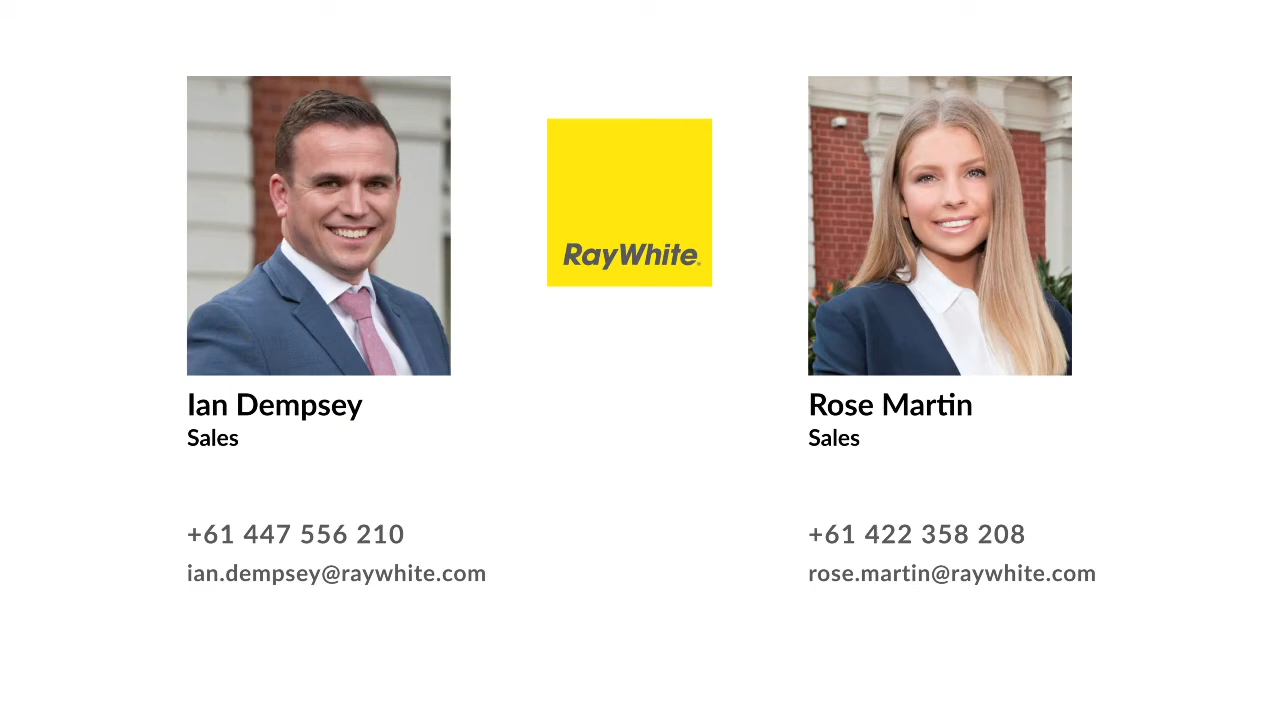 RayWhite
Ian Dempsey
Sales
+61 447 556 210
ian.dempsey@raywhite.com
Rose Martin
Sales
+61 422 358 208
rose.martin@raywhite.com